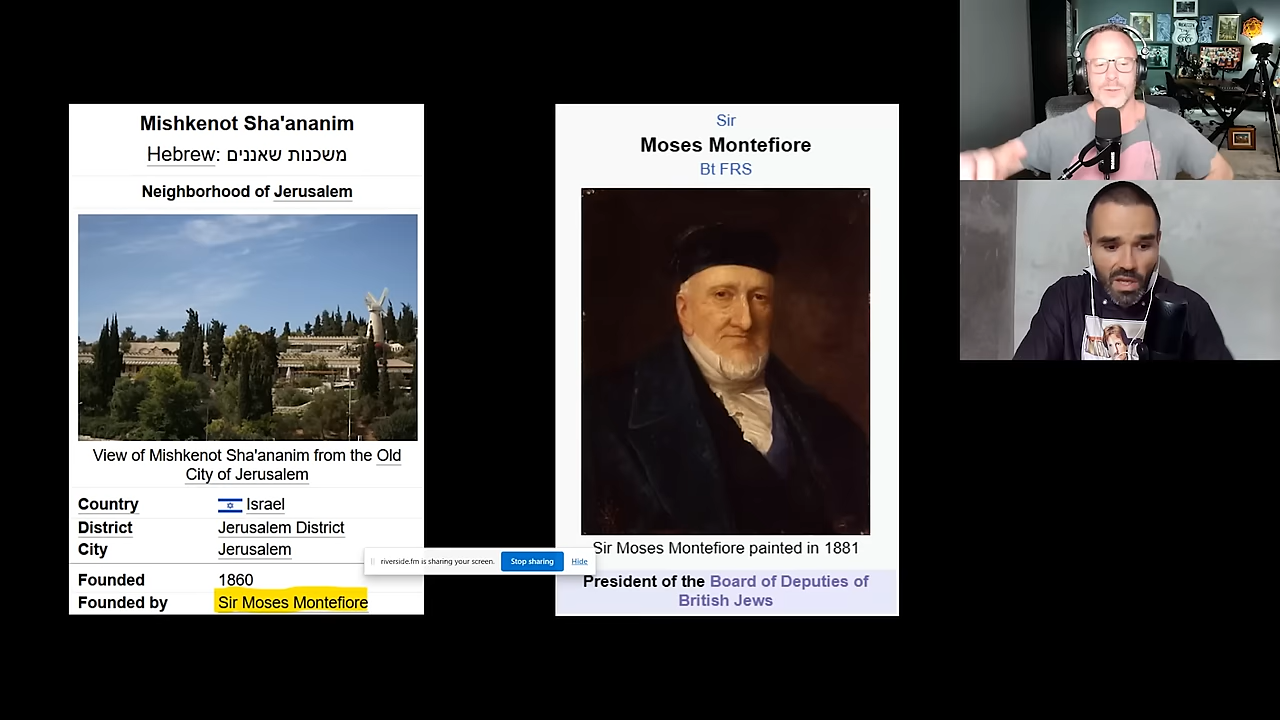 Mishkenot Sha'ananim
Hebrew: משכנות שאננים
Neighborhood of Jerusalem
View of Mishkenot Sha'ananim from the Old
City of Jerusalem
Country Israel
District Jerusalem District
City Jerusalem
Founded 1860
Founded by Sir Moses Montefiore
riverside.fm is sharing your screen. Stop sharing Hide
Sir
Moses Montefiore
Bt FRS
Sir Moses Montefiore painted in 1881
President of the Board of Deputies of
British Jews